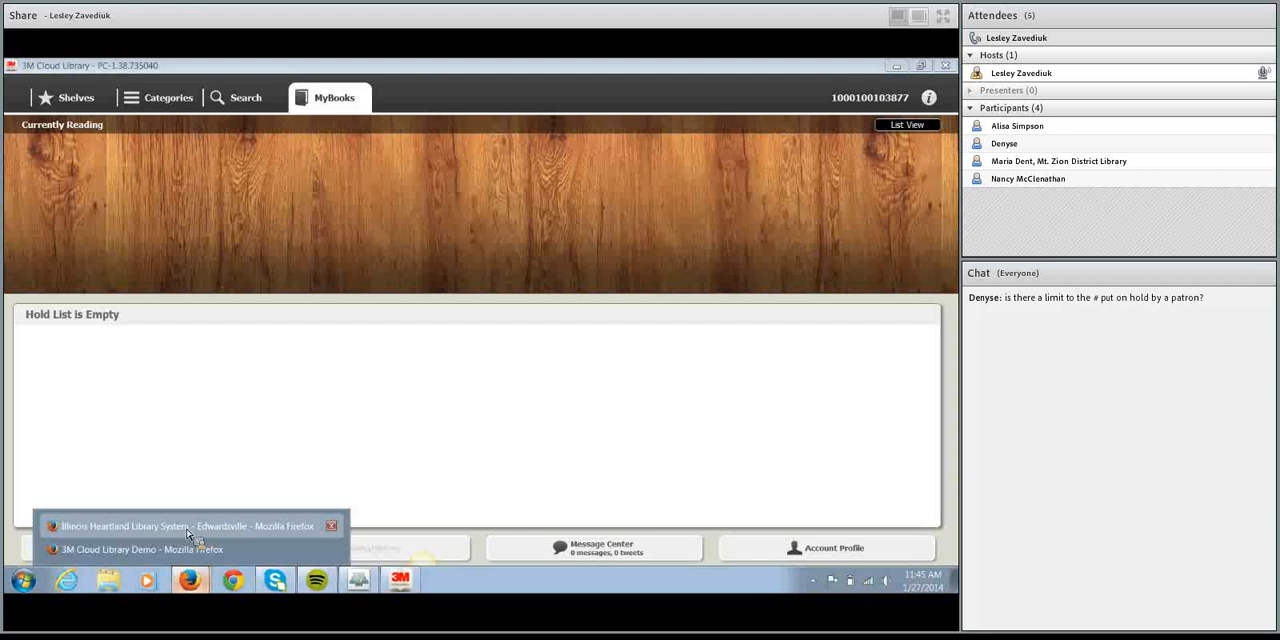 Share - Lesley Zavediuk
3M Cloud Library - PC-1.38.735040
Shelves
Categories
Search
MyBooks
1000100103877
Currently Reading
List View
Hold List is Empty
Illinois Heartland Library System - Edwardsville - Mozilla Firefox
3M Cloud Library Demo - Mozilla Firefox
Message Center
0 messages, 0 tweets
Account Profile
3M
11:45 AM
1/27/2014
Attendees (5)
Lesley Zavediuk
Hosts (1)
Lesley Zavediuk
Presenters (0)
Participants (4)
Alisa Simpson
Denyse
Maria Dent, Mt. Zion District Library
Nancy McClenathan
Chat (Everyone)
Denyse: is there a limit to the # put on hold by a patron?